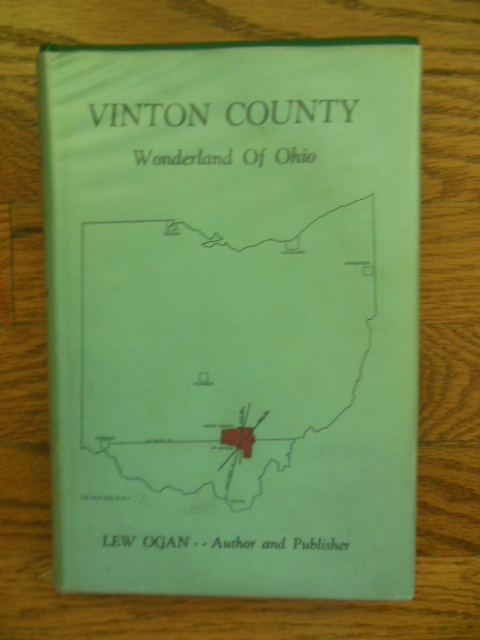 VINTON COUNTY
Wonderland Of Ohio
LEW OGAN - - Author and Publisher